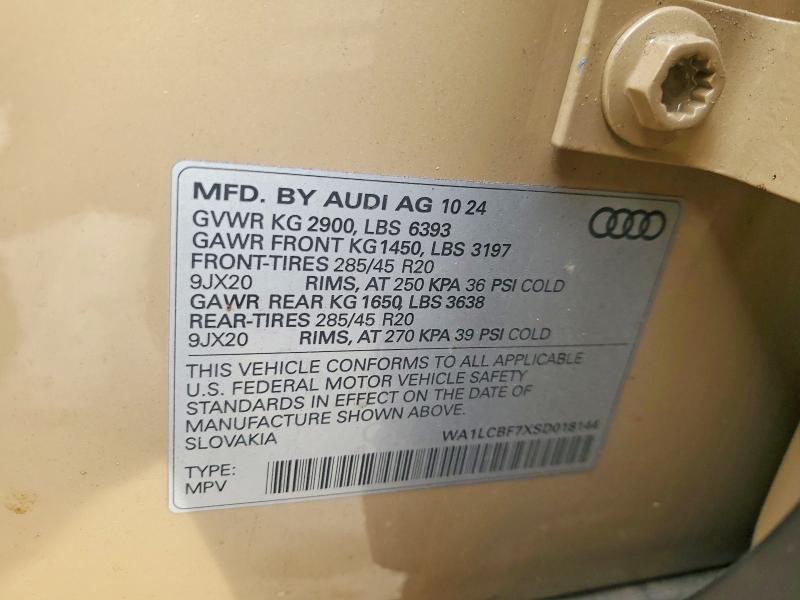 MFD. BY AUDI AG 10 24
GVWR KG 2900, LBS 6393
GAWR FRONT KG1450, LBS 3197
FRONT-TIRES 285/45 R20
9JX20 RIMS, AT 250 KPA 36 PSI COLD
GAWR REAR KG 1650, LBS 3638
REAR-TIRES 285/45 R20
9JX20 RIMS, AT 270 KPA 39 PSI COLD
THIS VEHICLE CONFORMS TO ALL APPLICABLE
U.S. FEDERAL MOTOR VEHICLE SAFETY
STANDARDS IN EFFECT ON THE DATE OF
MANUFACTURE SHOWN ABOVE.
SLOVAKIA
WA1LCBF7XSD018144
TYPE:
MPV